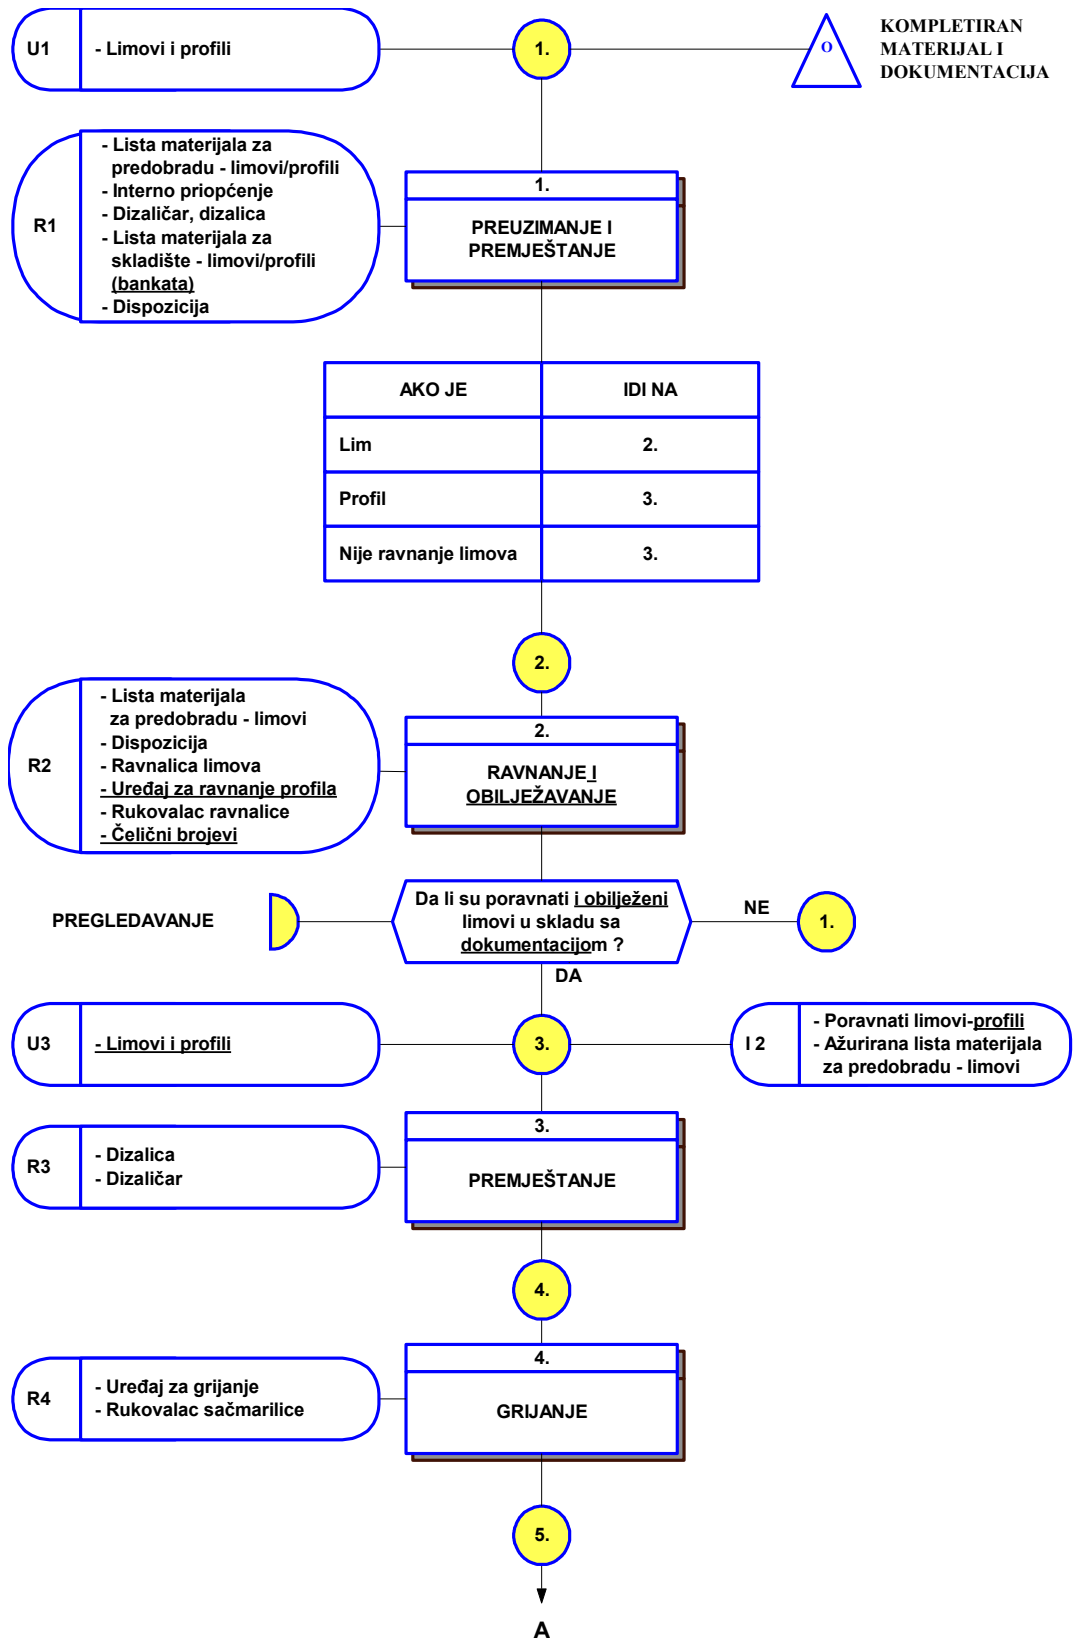 U1
- Limovi i profili
1.
O
KOMPLETIRAN
MATERIJAL I
DOKUMENTACIJA
R1
- Lista materijala za
predobradu - limovi/profili
- Interno priopćenje
- Dizaličar, dizalica
- Lista materijala za
skladište - limovi/profili
(bankata)
- Dispozicija
1.
PREUZIMANJE I
PREMJEŠTANJE
AKO JE IDI NA
Lim 2.
Profil 3.
Nije ravnanje limova 3.
2.
R2
- Lista materijala
za predobradu - limovi
- Dispozicija
- Ravnalica limova
- Uređaj za ravnanje profila
- Rukovalac ravnalice
- Čelični brojevi
2.
RAVNANJE I
OBILJEŽAVANJE
PREGLEDAVANJE
Da li su poravnati i obilježeni
limovi u skladu sa
dokumentacijom ?
NE
1.
DA
U3
- Limovi i profili
3.
I 2
- Poravnati limovi-profili
- Ažurirana lista materijala
za predobradu - limovi
R3
- Dizalica
- Dizaličar
3.
PREMJEŠTANJE
4.
R4
- Uređaj za grijanje
- Rukovalac sačmarilice
4.
GRIJANJE
5.
A